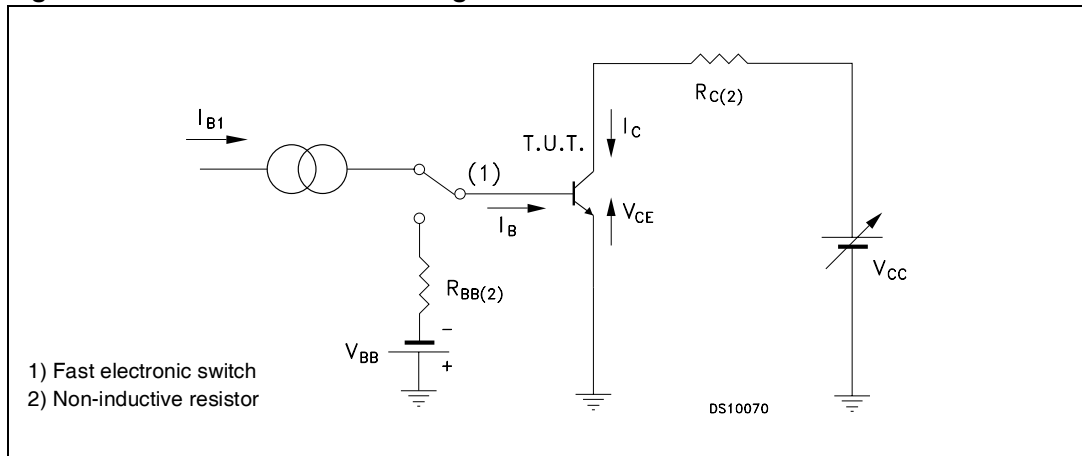 I_B1
T.U.T.
I_C
R_C(2)
(1)
I_B
V_CE
R_BB(2)
V_CC
V_BB
−
+
1) Fast electronic switch
2) Non-inductive resistor
DS10070